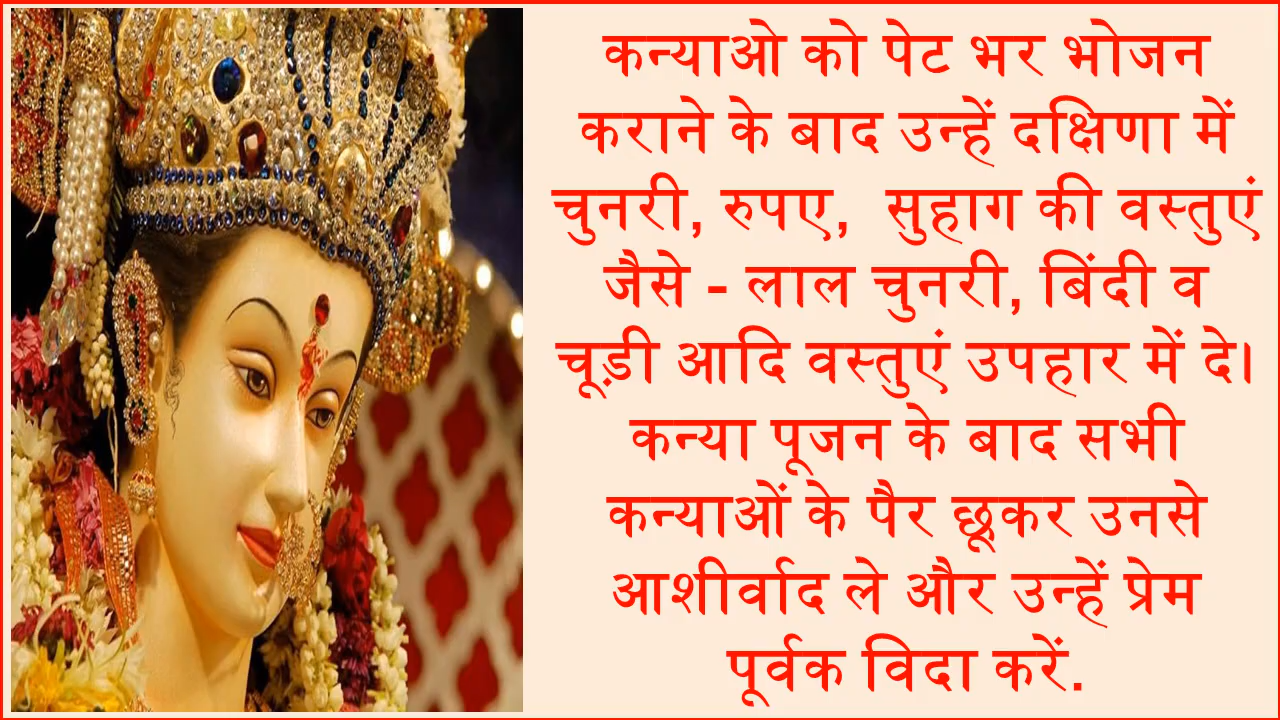 कन्याओ को पेट भर भोजन
कराने के बाद उन्हें दक्षिणा में
चुनरी, रुपए, सुहाग की वस्तुएं
जैसे - लाल चुनरी, बिंदी व
चूड़ी आदि वस्तुएं उपहार में दे।
कन्या पूजन के बाद सभी
कन्याओं के पैर छूकर उनसे
आशीर्वाद ले और उन्हें प्रेम
पूर्वक विदा करें.